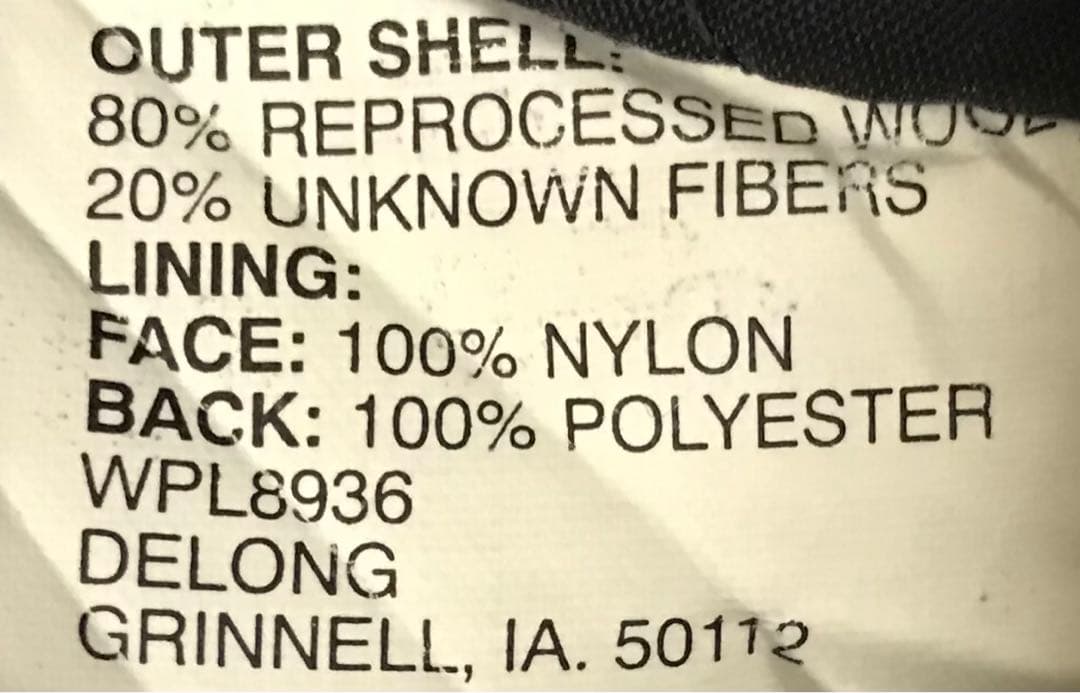 OUTER SHELL:
80% REPROCESSED WOOL
20% UNKNOWN FIBERS
LINING:
FACE: 100% NYLON
BACK: 100% POLYESTER
WPL8936
DELONG
GRINNELL, IA. 50112